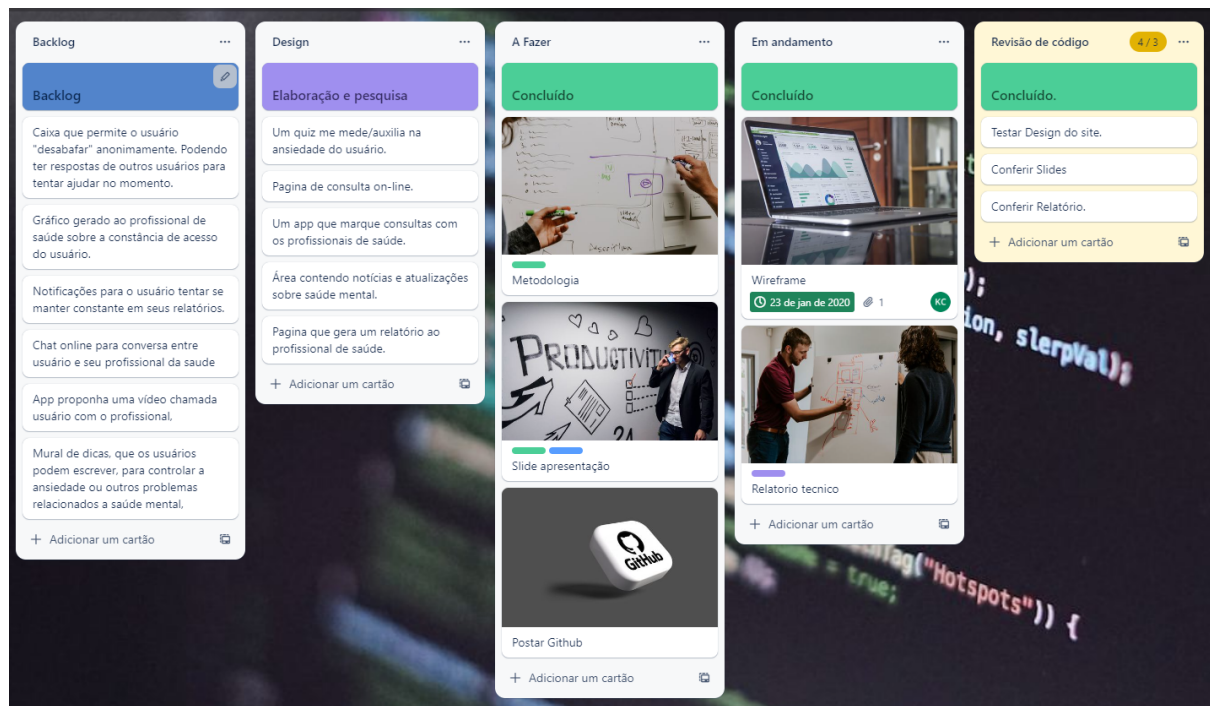 Backlog
Backlog
Caixa que permite o usuário
"desabafar" anonimamente. Podendo
ter respostas de outros usuários para
tentar ajudar no momento.
Gráfico gerado ao profissional de
saúde sobre a constância de acesso
do usuário.
Notificações para o usuário tentar se
manter constante em seus relatórios.
Chat online para conversa entre
usuário e seu profissional da saude
App proponha uma vídeo chamada
usuário com o profissional,
Mural de dicas, que os usuários
podem escrever, para controlar a
ansiedade ou outros problemas
relacionados a saúde mental,
+ Adicionar um cartão
Design
Elaboração e pesquisa
Um quiz me mede/auxilia na
ansiedade do usuário.
Pagina de consulta on-line.
Um app que marque consultas com
os profissionais de saúde.
Área contendo notícias e atualizações
sobre saúde mental.
Pagina que gera um relatório ao
profissional de saúde.
+ Adicionar um cartão
A Fazer
Concluído
Metodologia
PRODUCTIVITY
Slide apresentação
GitHub
Postar Github
+ Adicionar um cartão
Em andamento
Concluído
Wireframe
23 de jan de 2020
1
KC
Relatorio tecnico
+ Adicionar um cartão
Revisão de código
4/3
Concluído.
Testar Design do site.
Conferir Slides
Conferir Relatório.
+ Adicionar um cartão
);
ion, slerpVal);
("Hotspots")) {
= true;